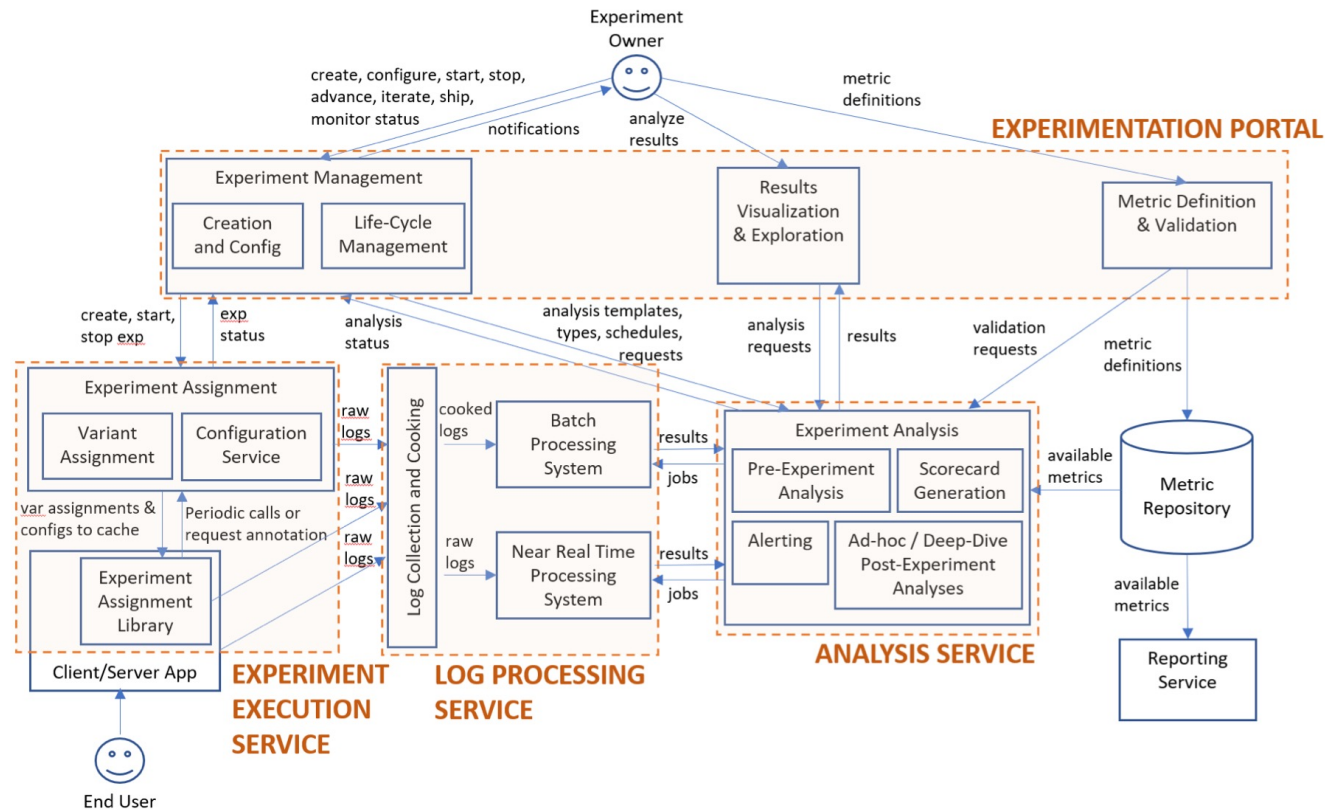 Experiment
Owner
create, configure, start, stop,
advance, iterate, ship,
monitor status
notifications
analyze
results
metric
definitions
EXPERIMENTATION PORTAL
Experiment Management
Creation
and Config
Life-Cycle
Management
Results
Visualization
& Exploration
Metric Definition
& Validation
create, start,
stop exp
exp
status
analysis
status
analysis templates,
types, schedules,
requests
analysis
requests
results
validation
requests
metric
definitions
Experiment Assignment
Variant
Assignment
Configuration
Service
raw
logs
raw
logs
raw
logs
var assignments &
configs to cache
Periodic calls or
request annotation
Experiment
Assignment
Library
Client/Server App
EXPERIMENT
EXECUTION
SERVICE
End User
Log Collection and Cooking
cooked
logs
Batch
Processing
System
raw
logs
Near Real Time
Processing
System
results
jobs
results
jobs
LOG PROCESSING
SERVICE
Experiment Analysis
Pre-Experiment
Analysis
Scorecard
Generation
Alerting
Ad-hoc / Deep-Dive
Post-Experiment
Analyses
ANALYSIS SERVICE
available
metrics
Metric
Repository
available
metrics
Reporting
Service